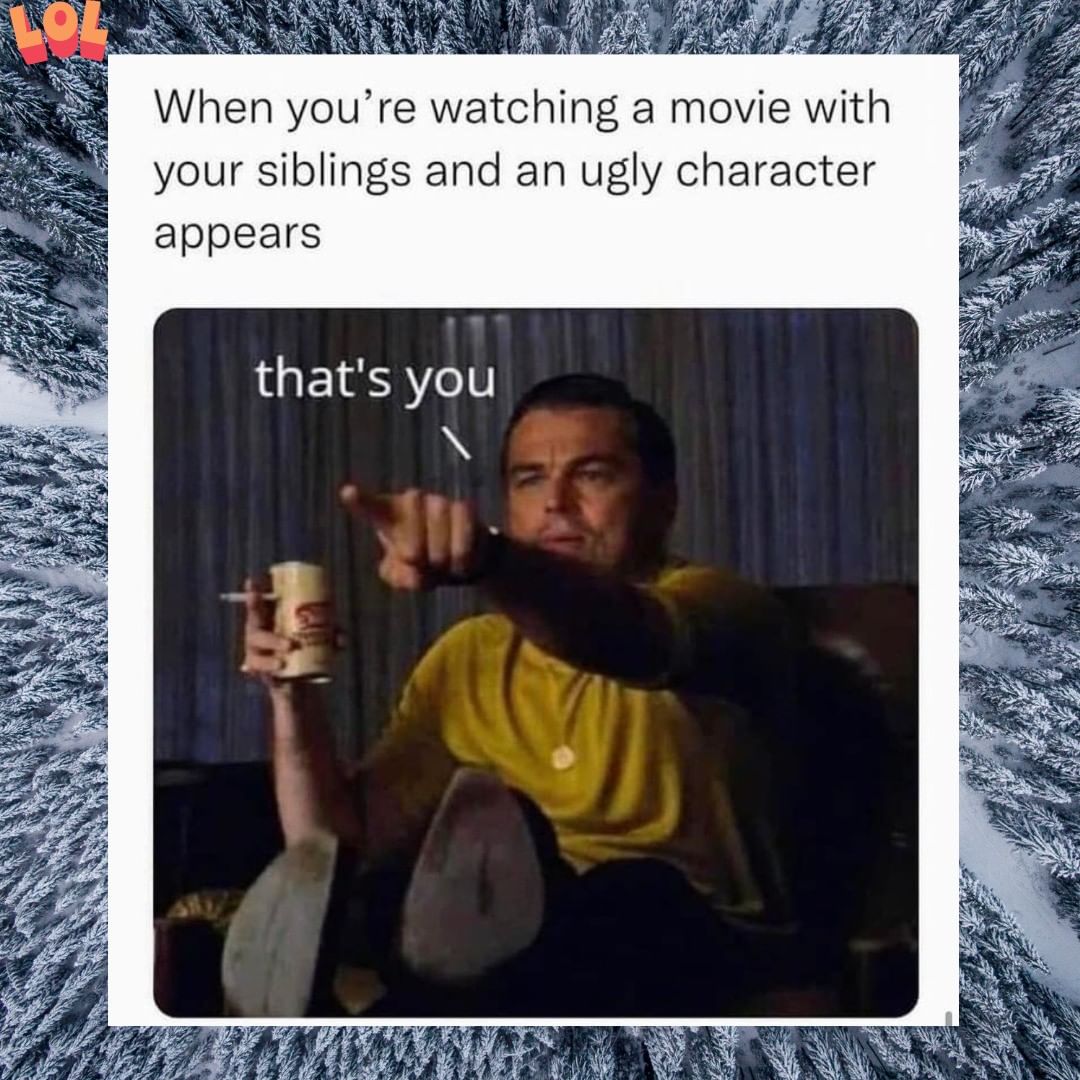 LOL
When you’re watching a movie with
your siblings and an ugly character
appears
that's you